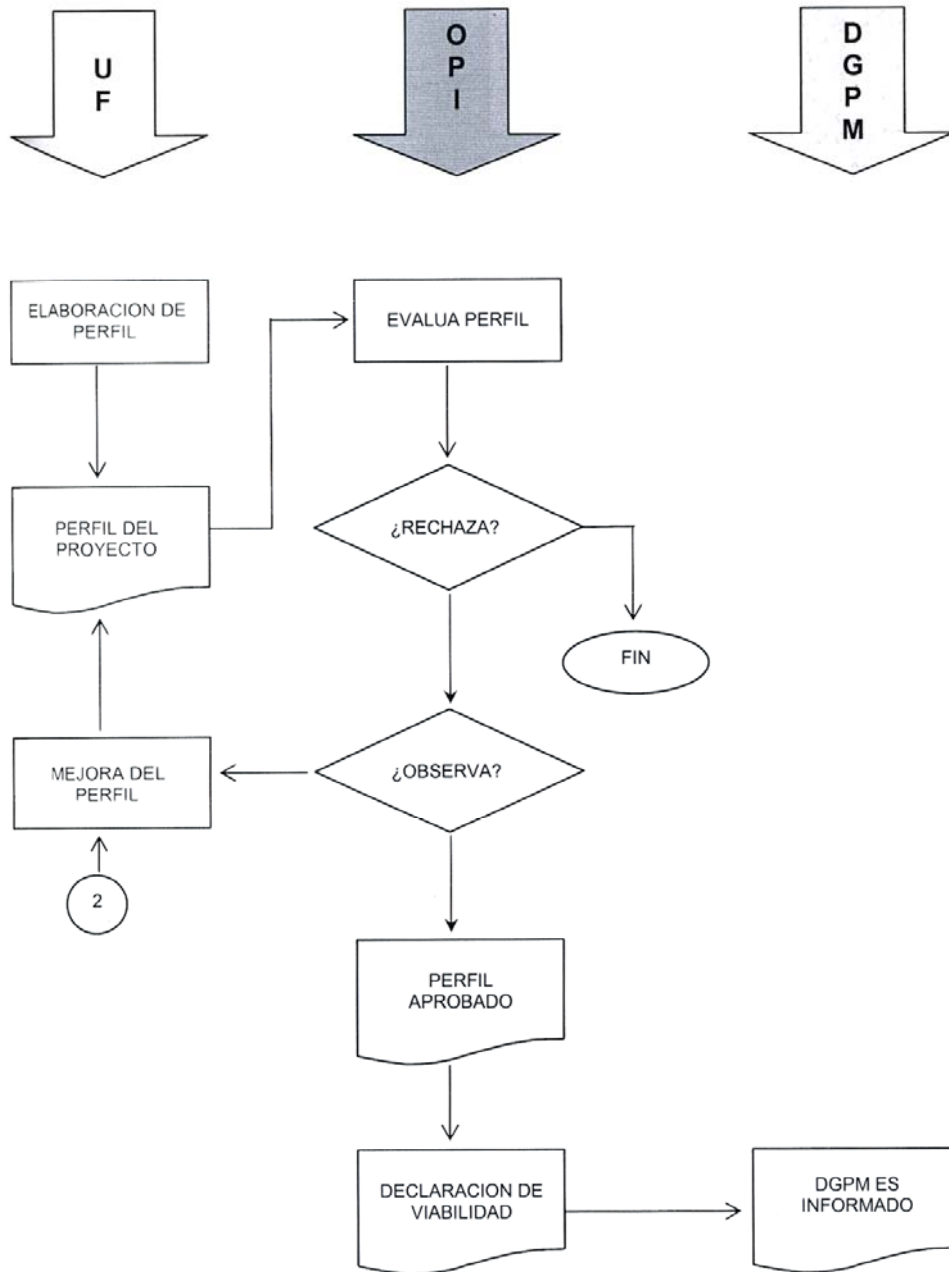 U
F
O
P
I
D
G
P
M
ELABORACION DE
PERFIL
EVALUA PERFIL
PERFIL DEL
PROYECTO
¿RECHAZA?
FIN
MEJORA DEL
PERFIL
¿OBSERVA?
2
PERFIL
APROBADO
DECLARACION DE
VIABILIDAD
DGPM ES
INFORMADO